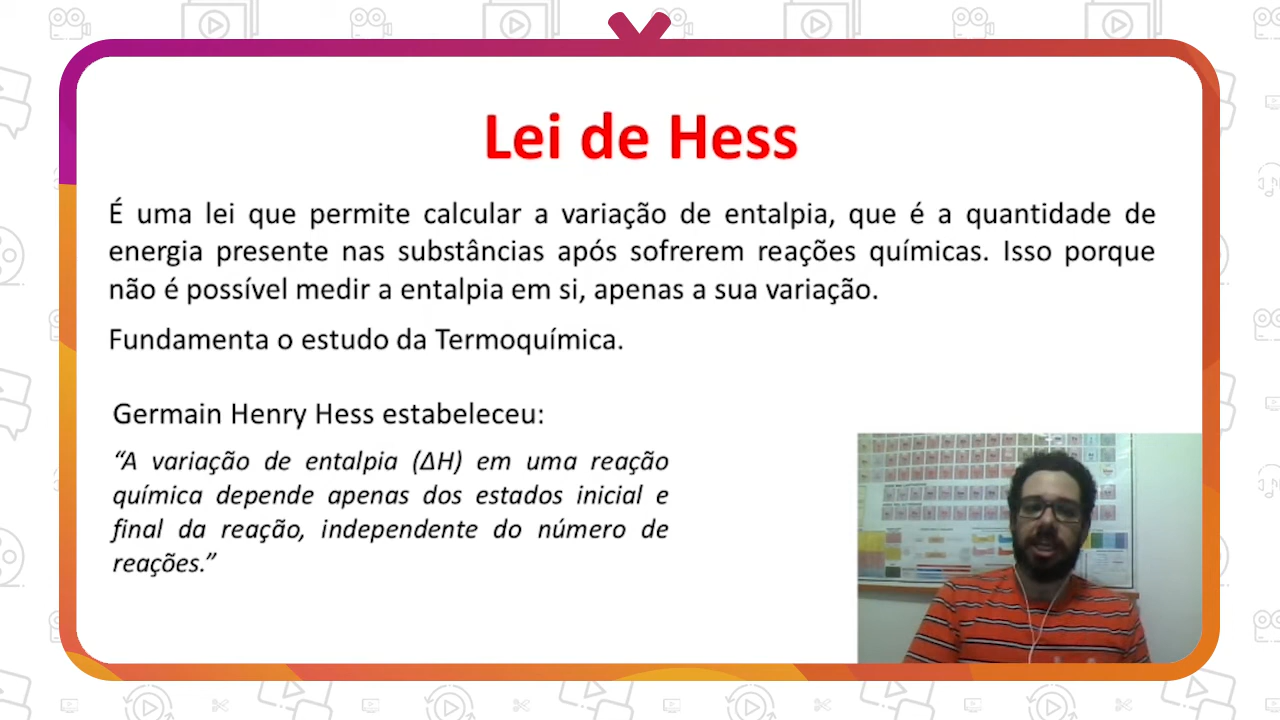 Lei de Hess
É uma lei que permite calcular a variação de entalpia, que é a quantidade de
energia presente nas substâncias após sofrerem reações químicas. Isso porque
não é possível medir a entalpia em si, apenas a sua variação.
Fundamenta o estudo da Termoquímica.
Germain Henry Hess estabeleceu:
“A variação de entalpia (ΔH) em uma reação
química depende apenas dos estados inicial e
final da reação, independente do número de
reações.”